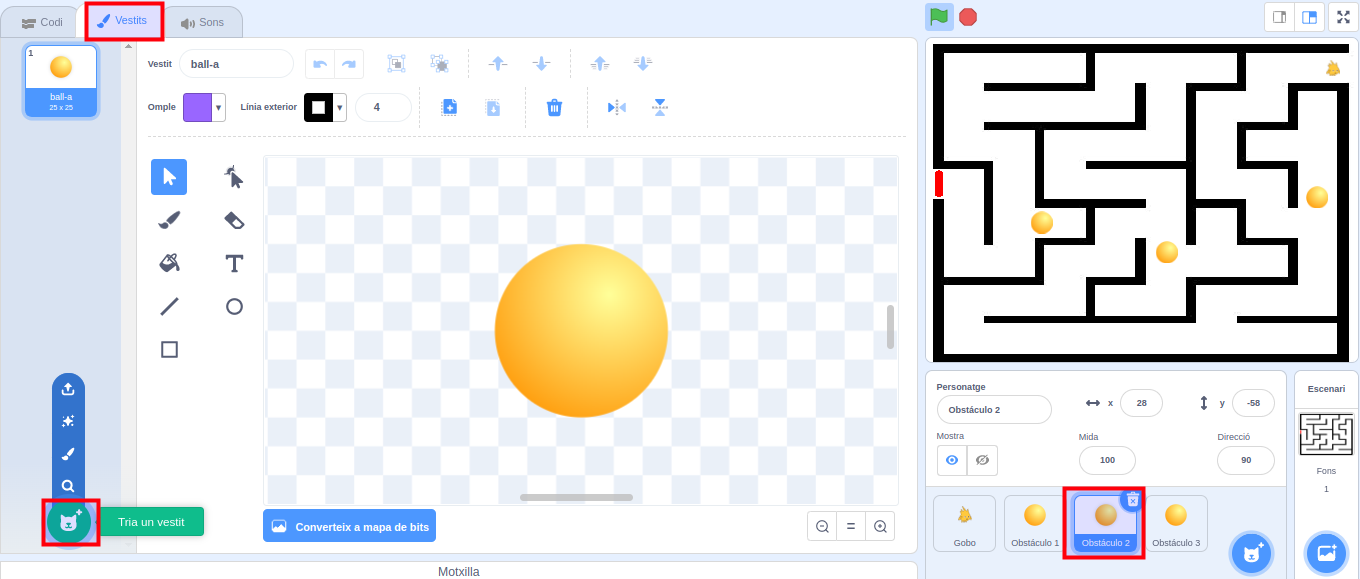 Codi
Vestits
Sons
1
ball-a
25 x 25
Vestit
ball-a
Omple
Línia exterior
4
T
Tria un vestit
Converteix a mapa de bits
=
Motxilla
Personatge
Obstáculo 2
x
28
y
-58
Mostra
Mida
100
Direcció
90
Gobo
Obstáculo 1
Obstáculo 2
Obstáculo 3
Escenari
Fons
1